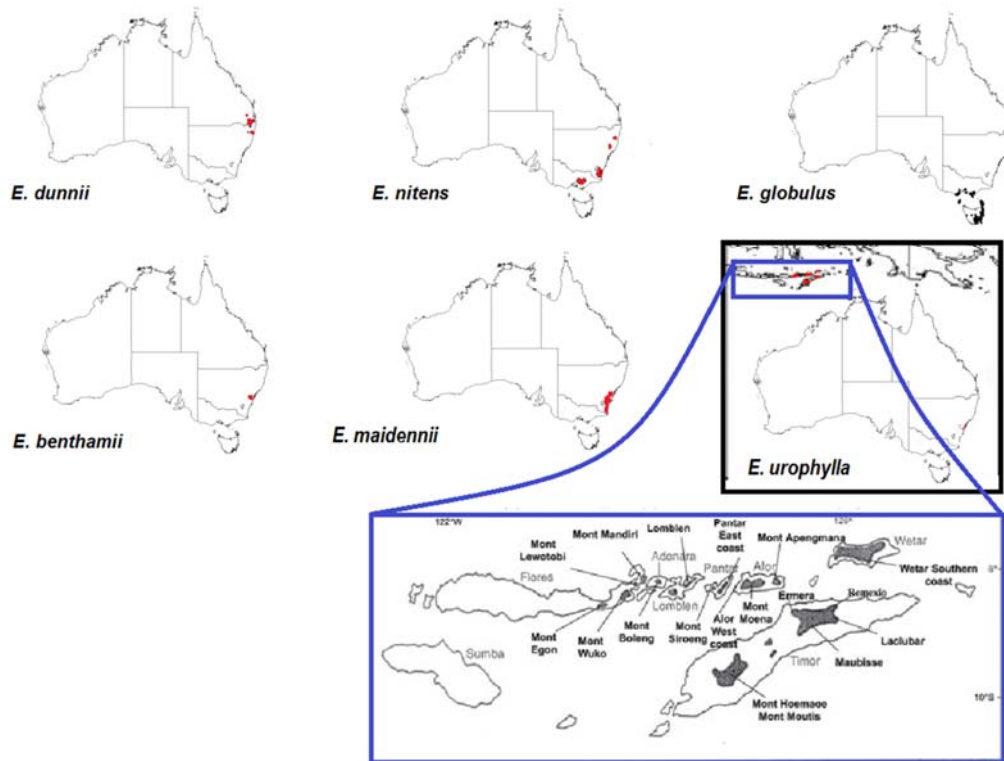 E. dunnii
E. nitens
E. globulus
E. benthamii
E. maidennii
E. urophylla
122°W
Mont Mandiri
Lomblen
Pantar
East
coast
Mont Apengmana
Mont
Lewotobi
Adonara
Pantar
Alor
Wetar
Wetar Southern
coast
Flores
Lomblen
Ermera
Remexio
Mont
Egon
Mont
Wuko
Mont
Boleng
Mont
Siroeng
Alor
West
coast
Mont
Moena
Laclubar
Sumba
Timor
Maubisse
Mont Hoemaoe
Mont Moutis
10°S